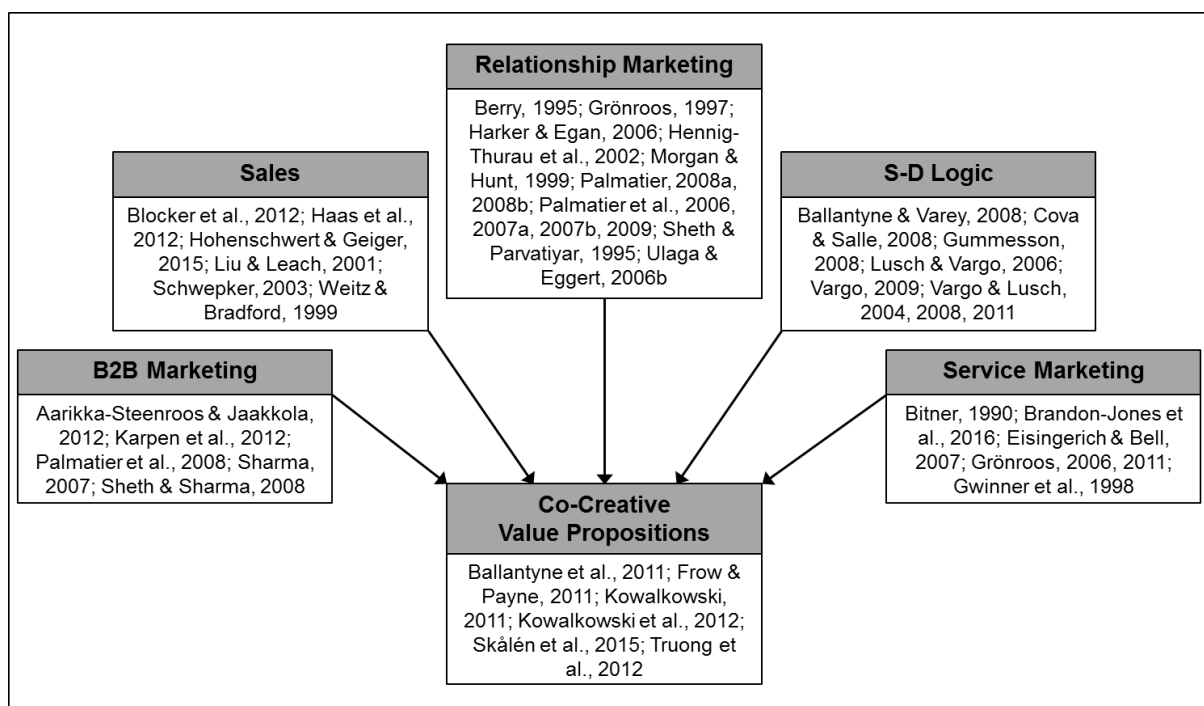 Relationship Marketing
Berry, 1995; Grönroos, 1997;
Harker & Egan, 2006; Hennig-
Thurau et al., 2002; Morgan &
Hunt, 1999; Palmatier, 2008a,
2008b; Palmatier et al., 2006,
2007a, 2007b, 2009; Sheth &
Parvatiyar, 1995; Ulaga &
Eggert, 2006b
Sales
Blocker et al., 2012; Haas et al.,
2012; Hohenschwert & Geiger,
2015; Liu & Leach, 2001;
Schwepker, 2003; Weitz &
Bradford, 1999
S-D Logic
Ballantyne & Varey, 2008; Cova
& Salle, 2008; Gummesson,
2008; Lusch & Vargo, 2006;
Vargo, 2009; Vargo & Lusch,
2004, 2008, 2011
B2B Marketing
Aarikka-Steenroos & Jaakkola,
2012; Karpen et al., 2012;
Palmatier et al., 2008; Sharma,
2007; Sheth & Sharma, 2008
Service Marketing
Bitner, 1990; Brandon-Jones et
al., 2016; Eisingerich & Bell,
2007; Grönroos, 2006, 2011;
Gwinner et al., 1998
Co-Creative
Value Propositions
Ballantyne et al., 2011; Frow &
Payne, 2011; Kowalkowski,
2011; Kowalkowski et al., 2012;
Skålén et al., 2015; Truong et
al., 2012